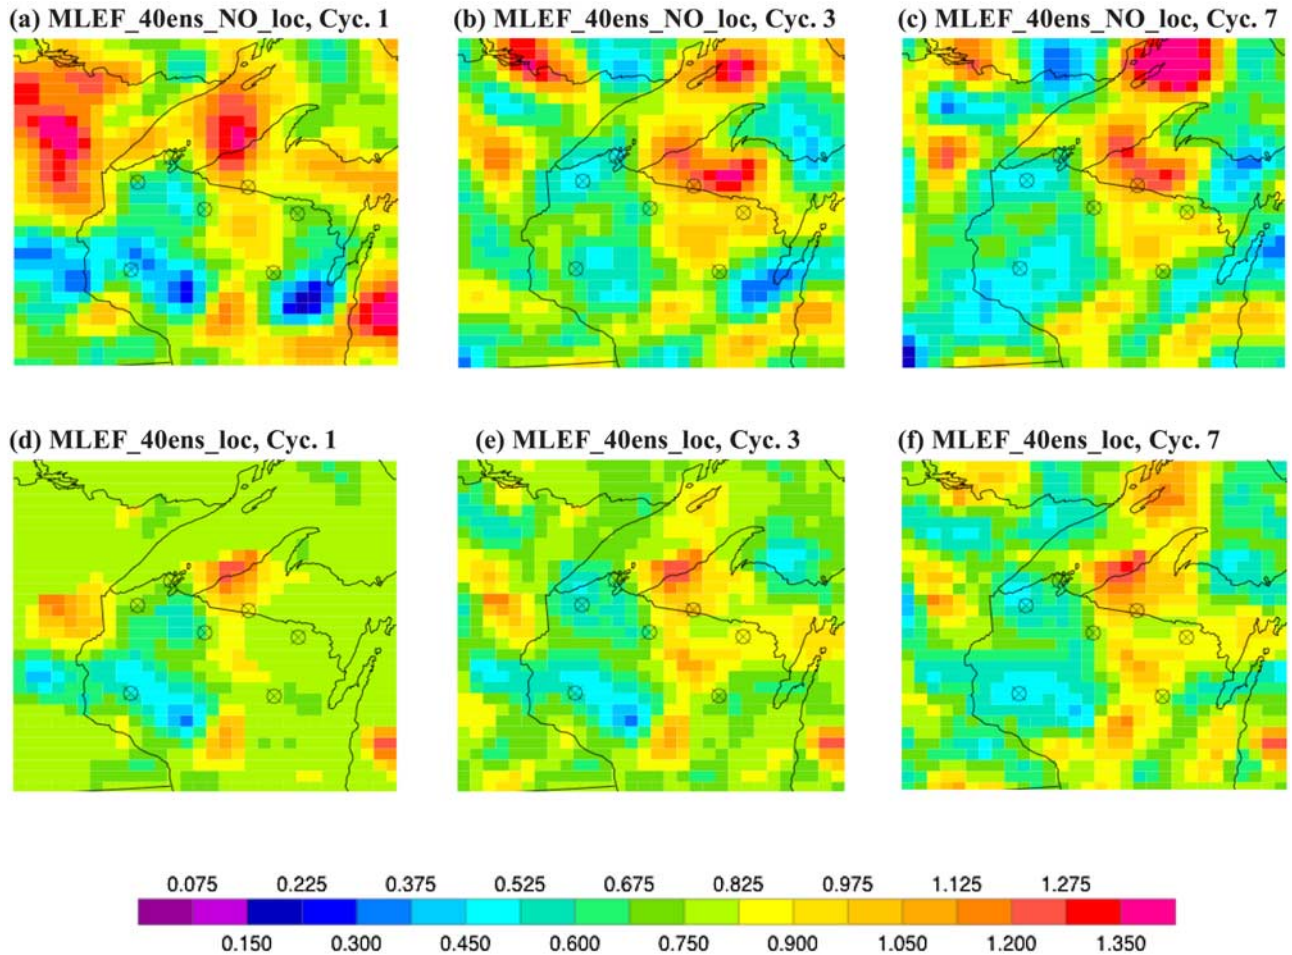 (a) MLEF_40ens_NO_loc, Cyc. 1 (b) MLEF_40ens_NO_loc, Cyc. 3 (c) MLEF_40ens_NO_loc, Cyc. 7
(d) MLEF_40ens_loc, Cyc. 1 (e) MLEF_40ens_loc, Cyc. 3 (f) MLEF_40ens_loc, Cyc. 7
0.075 0.225 0.375 0.525 0.675 0.825 0.975 1.125 1.275
0.150 0.300 0.450 0.600 0.750 0.900 1.050 1.200 1.350